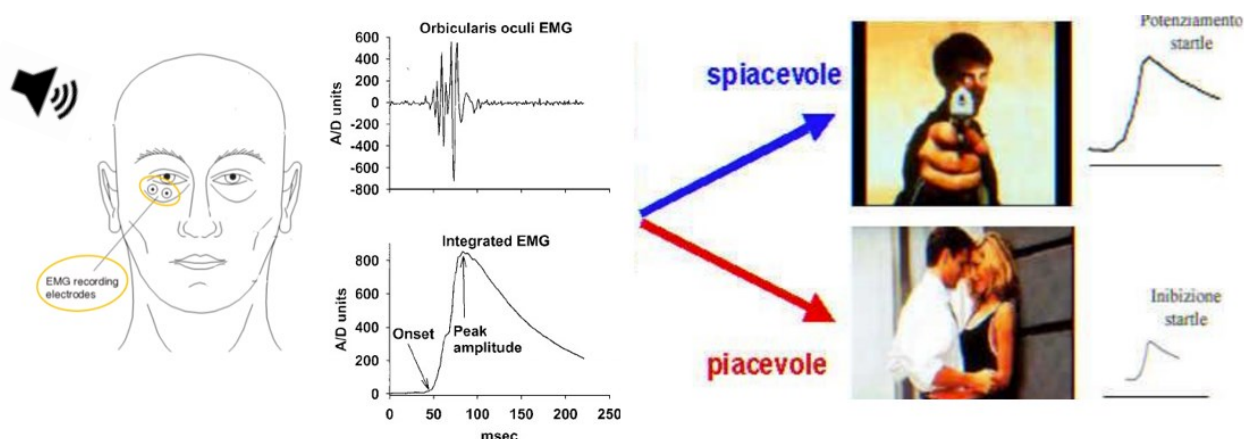 EMG recording
electrodes
Orbicularis oculi EMG
A/D units
600
400
200
0
-200
-400
-600
-800
Integrated EMG
A/D units
800
600
400
200
0
Onset
Peak
amplitude
0
50
100
150
200
250
msec
spiacevole
piacevole
Potenziamento
startle
Inibizione
startle